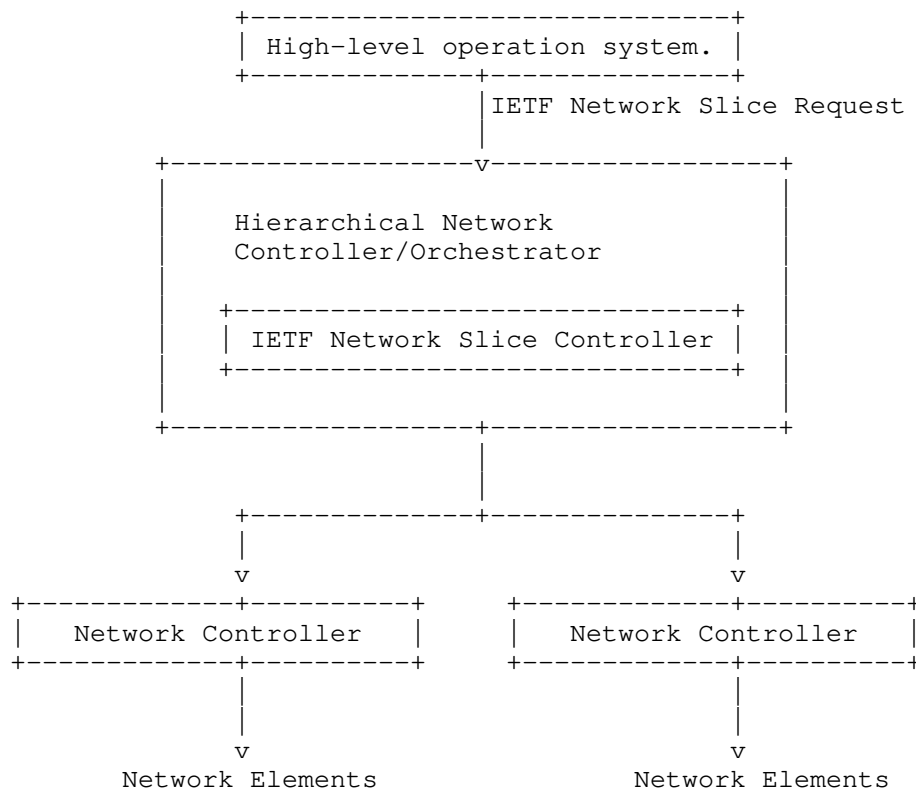 High-level operation system.
IETF Network Slice Request
v
Hierarchical Network
Controller/Orchestrator
IETF Network Slice Controller
v v
Network Controller Network Controller
v v
Network Elements Network Elements